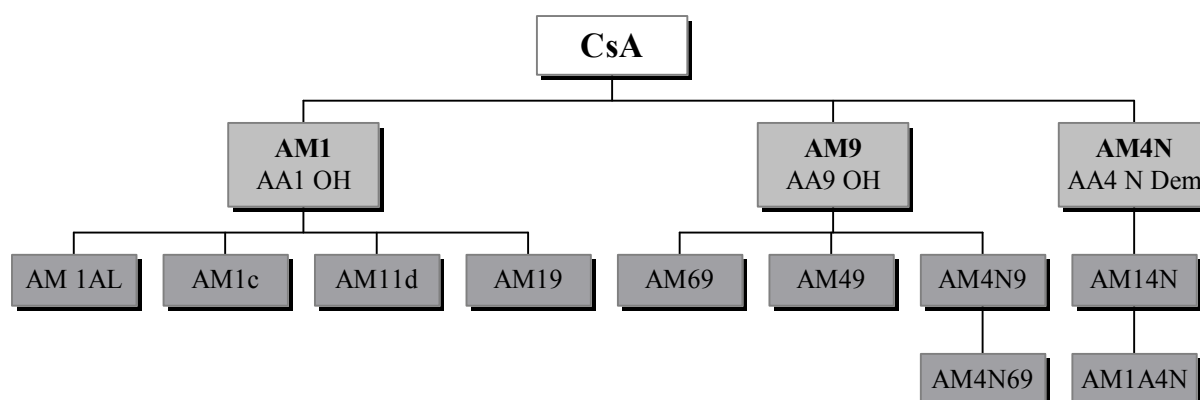 CsA
AM1
AA1 OH
AM9
AA9 OH
AM4N
AA4 N Dem
AM 1AL
AM1c
AM11d
AM19
AM69
AM49
AM4N9
AM14N
AM4N69
AM1A4N